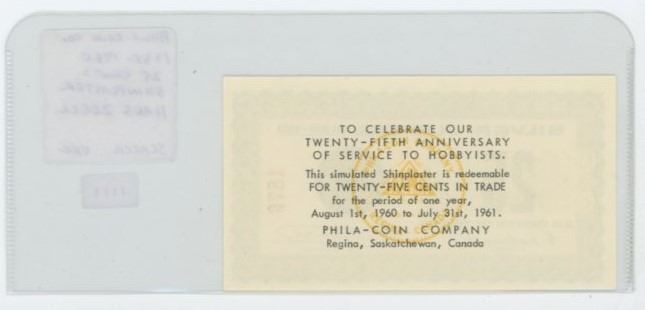 TO CELEBRATE OUR
TWENTY-FIFTH ANNIVERSARY
OF SERVICE TO HOBBYISTS.
This simulated Shinplaster is redeemable
FOR TWENTY-FIVE CENTS IN TRADE
for the period of one year,
August 1st, 1960 to July 31st, 1961.
PHILA-COIN COMPANY
Regina, Saskatchewan, Canada